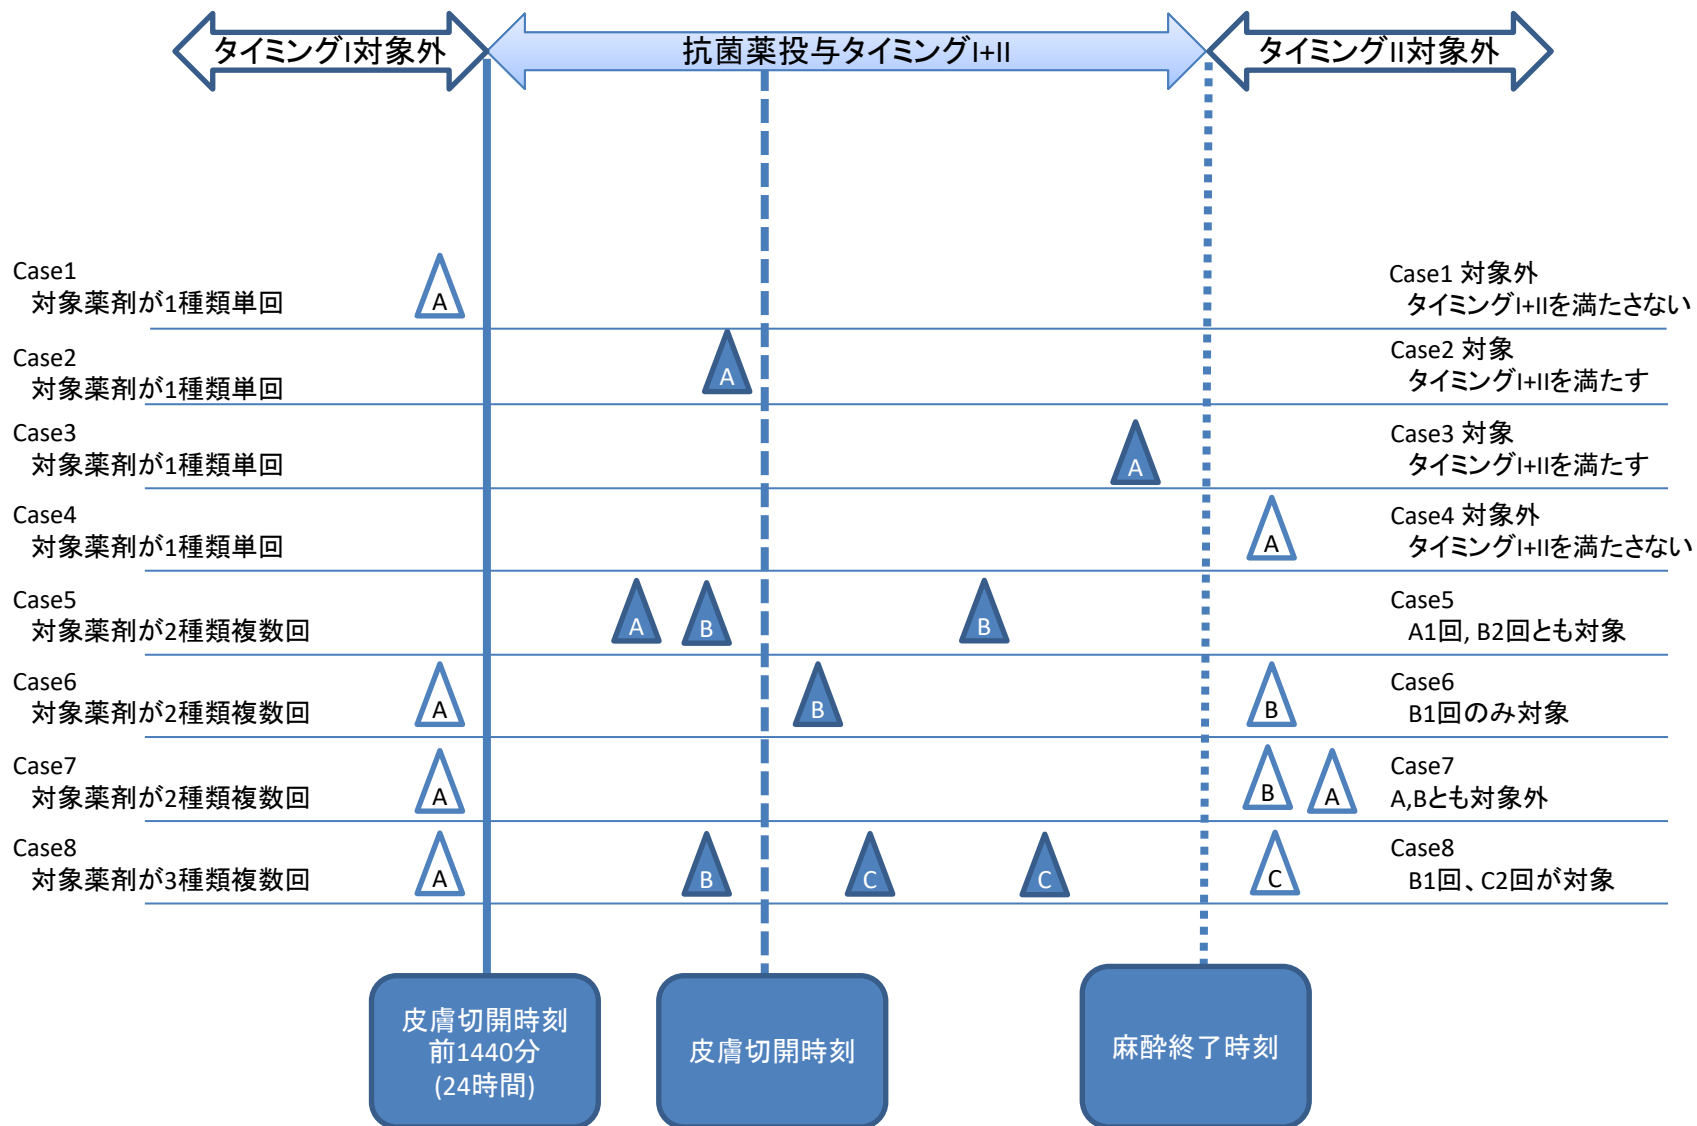 タイミングI対象外
抗菌薬投与タイミングI+II
タイミングII対象外
Case1
対象薬剤が1種類単回
A
Case1 対象外
タイミングI+IIを満たさない
Case2
対象薬剤が1種類単回
A
Case2 対象
タイミングI+IIを満たす
Case3
対象薬剤が1種類単回
A
Case3 対象
タイミングI+IIを満たす
Case4
対象薬剤が1種類単回
A
Case4 対象外
タイミングI+IIを満たさない
Case5
対象薬剤が2種類複数回
A
B
B
Case5
A1回, B2回とも対象
Case6
対象薬剤が2種類複数回
A
B
B
Case6
B1回のみ対象
Case7
対象薬剤が2種類複数回
A
B
A
Case7
A,Bとも対象外
Case8
対象薬剤が3種類複数回
A
B
C
C
C
Case8
B1回、C2回が対象
皮膚切開時刻
前1440分
(24時間)
皮膚切開時刻
麻酔終了時刻